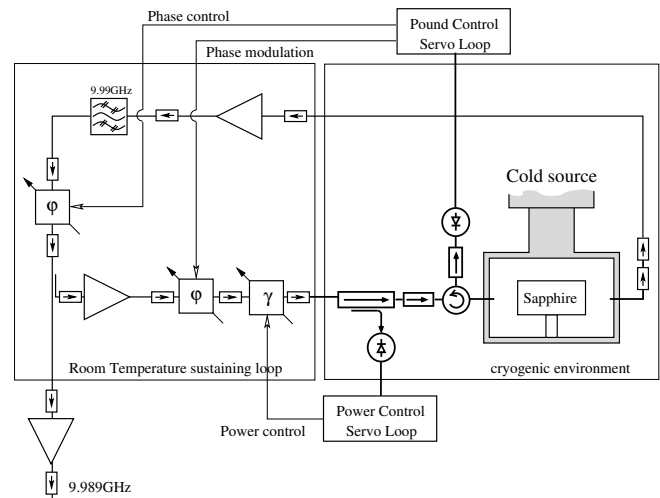 Phase control
Pound Control
Servo Loop
Phase modulation
9.99GHz
Cold source
φ
φ
γ
Sapphire
Room Temperature sustaining loop
cryogenic environment
Power control
Power Control
Servo Loop
9.989GHz